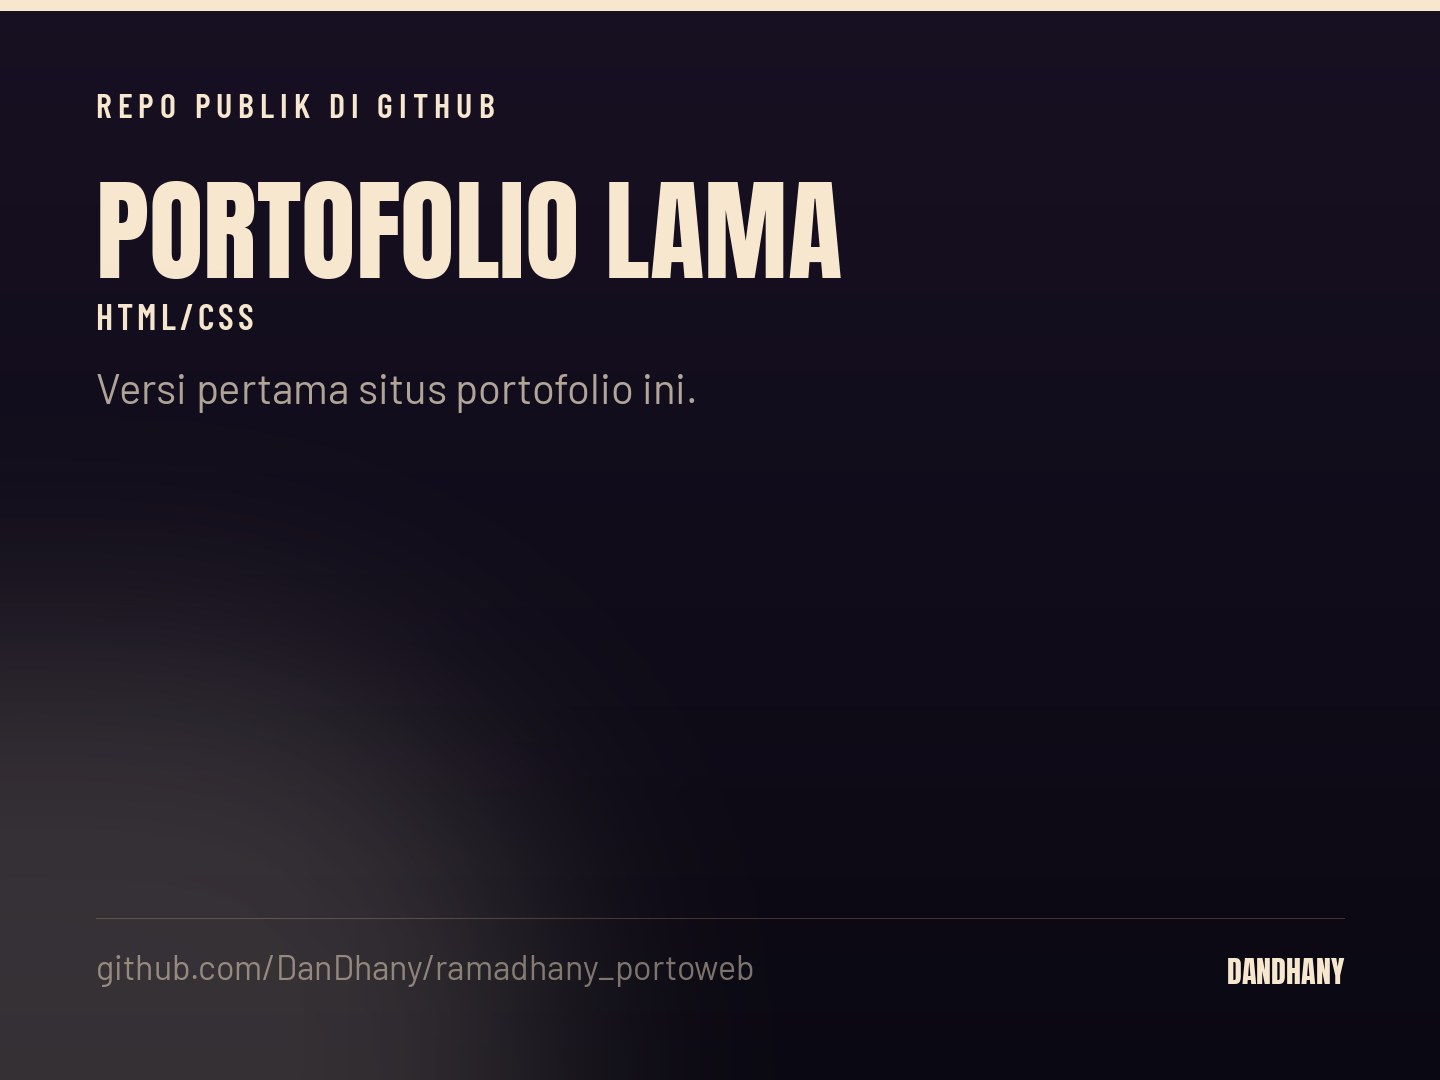 REPO PUBLIK DI GITHUB
PORTOFOLIO LAMA
HTML/CSS
Versi pertama situs portofolio ini.
github.com/DanDhany/ramadhany_portoweb
DANDHANY